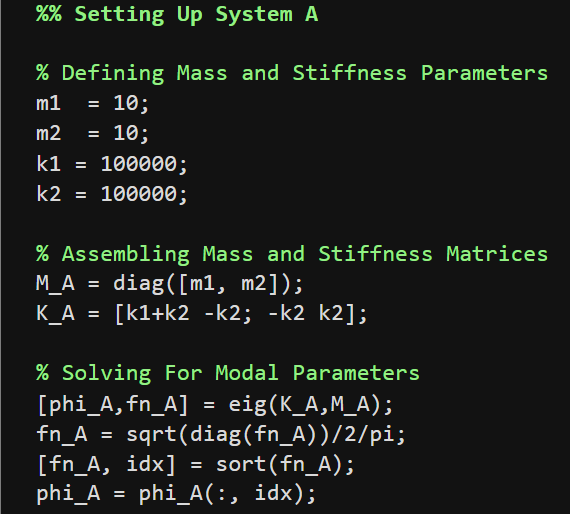 %% Setting Up System A
% Defining Mass and Stiffness Parameters
m1  = 10;
m2  = 10;
k1 = 100000;
k2 = 100000;
% Assembling Mass and Stiffness Matrices
M_A = diag([m1, m2]);
K_A = [k1+k2 -k2; -k2 k2];
% Solving For Modal Parameters
[phi_A,fn_A] = eig(K_A,M_A);
fn_A = sqrt(diag(fn_A))/2/pi;
[fn_A, idx] = sort(fn_A);
phi_A = phi_A(:, idx);